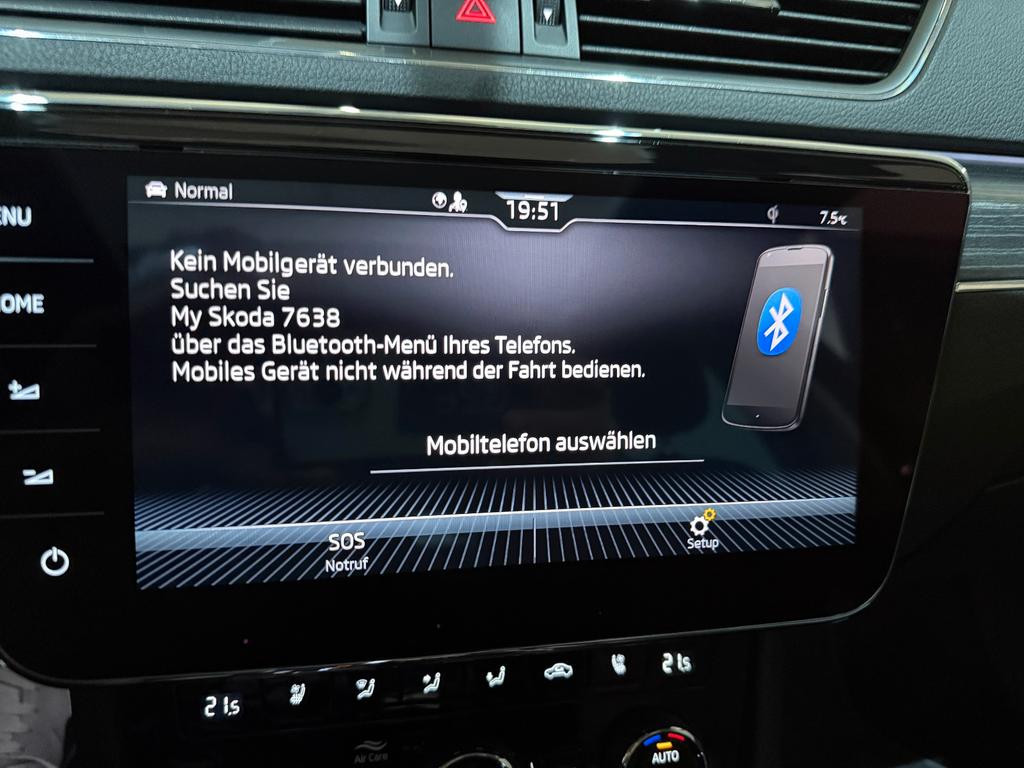 Normal
19:51
7.5°C
ENU
Kein Mobilgerät verbunden.
Suchen Sie
My Skoda 7638
über das Bluetooth-Menü Ihres Telefons.
Mobiles Gerät nicht während der Fahrt bedienen.
OME
Mobiltelefon auswählen
SOS
Notruf
Setup
21.5
21.5
Air Care
AUTO